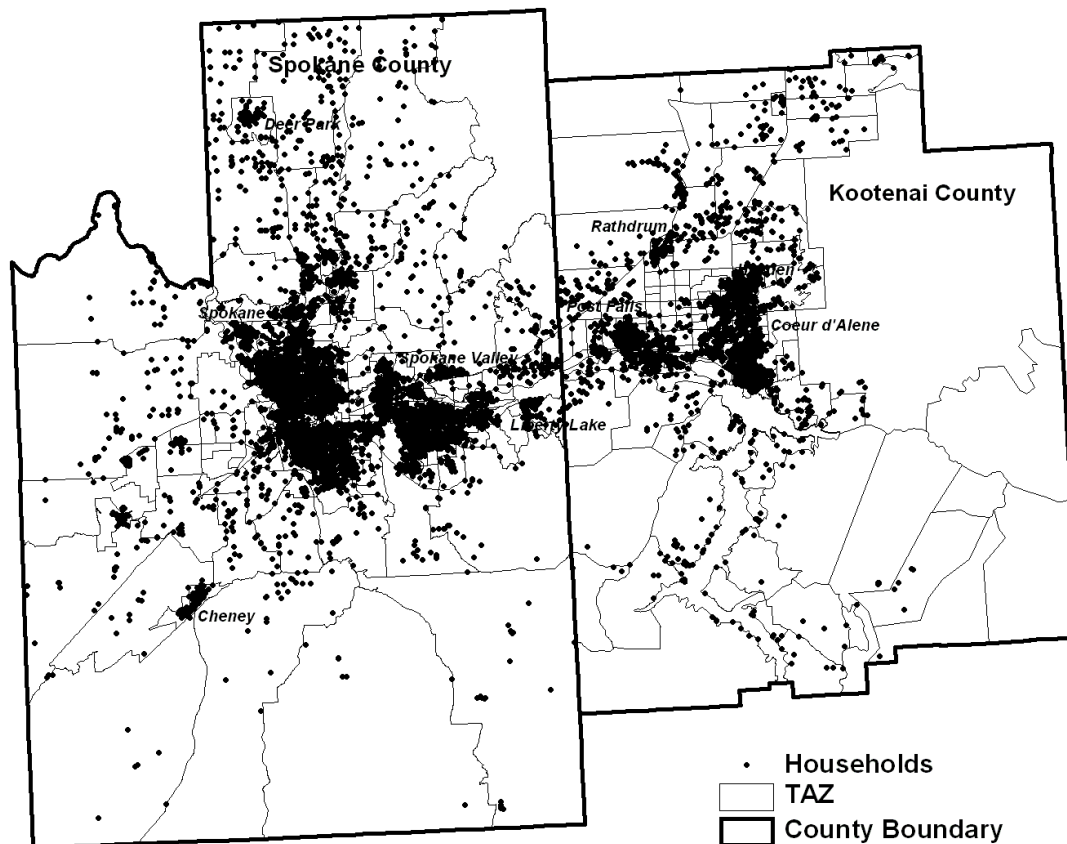 Spokane County
Deer Park
Kootenai County
Rathdrum
Spokane
Post Falls
Coeur d'Alene
Spokane Valley
Liberty Lake
Cheney
Households
TAZ
County Boundary